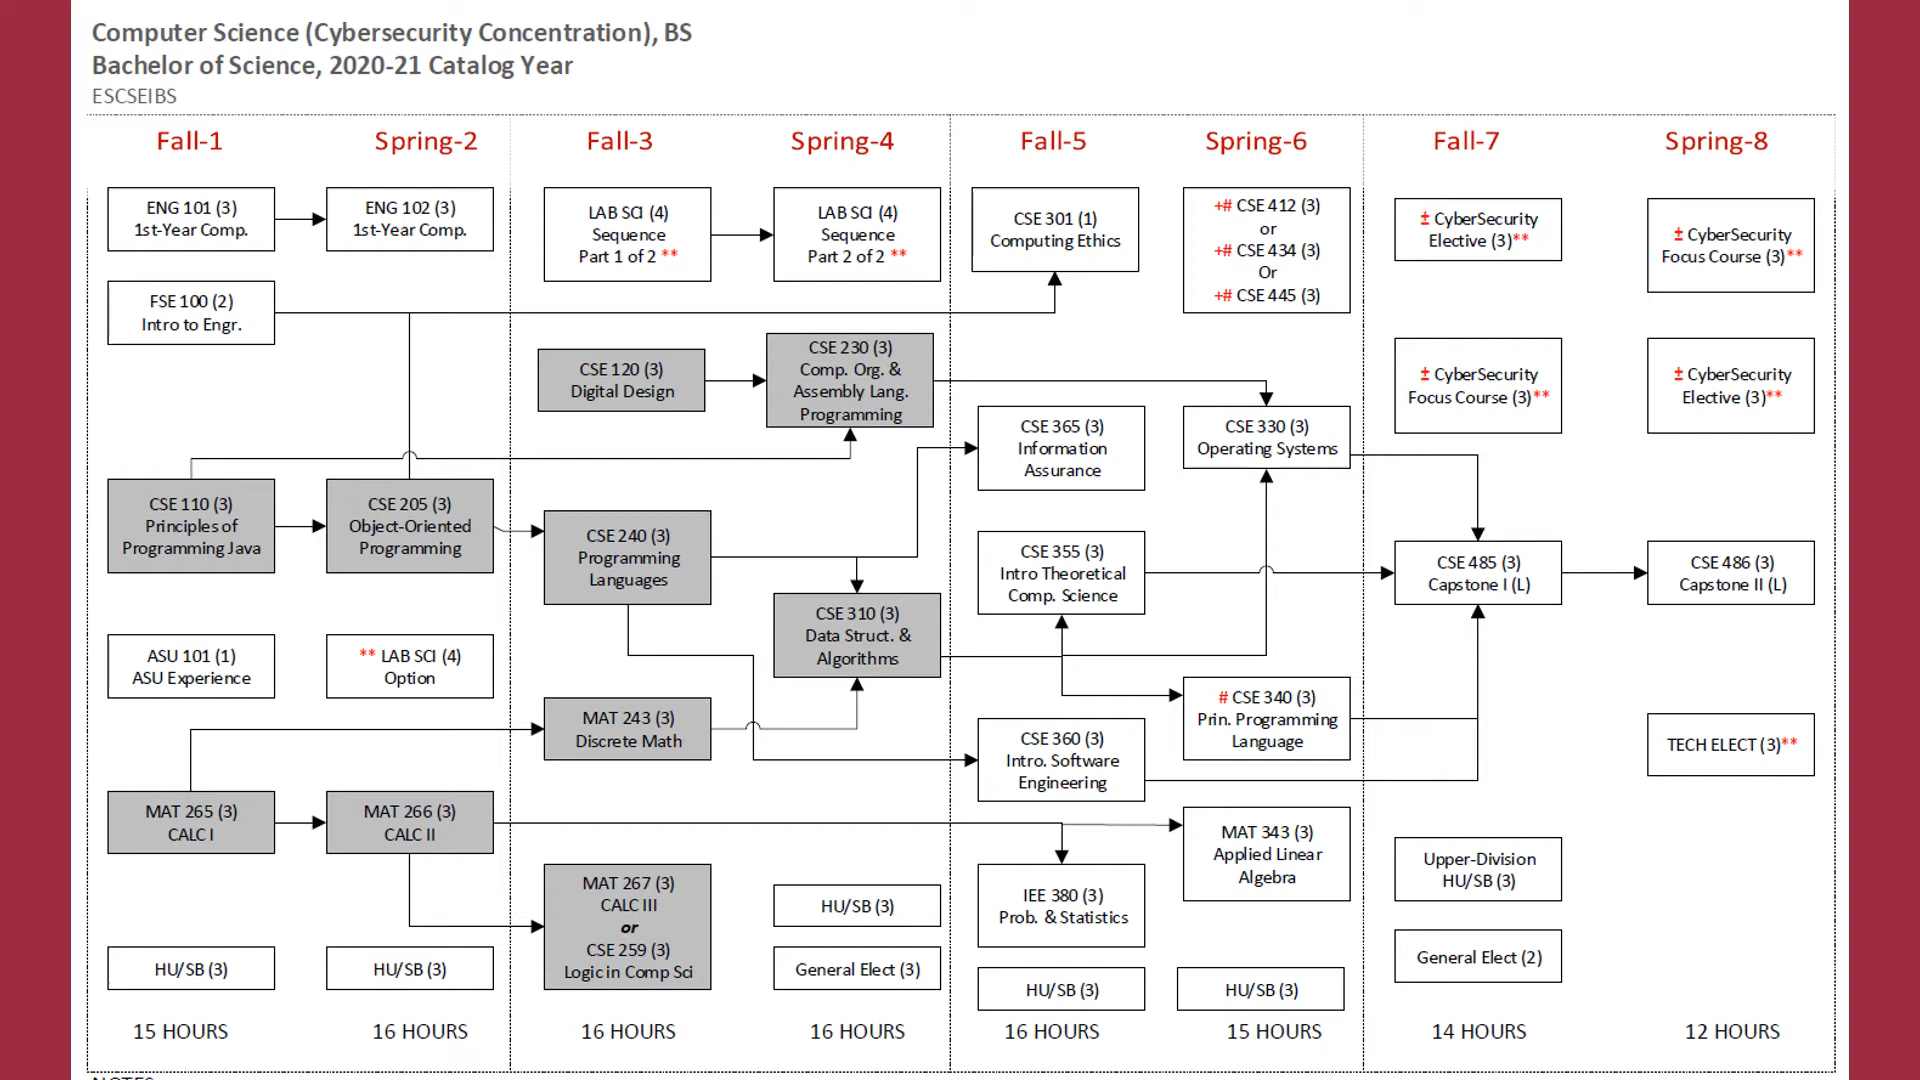 Computer Science (Cybersecurity Concentration), BS
Bachelor of Science, 2020-21 Catalog Year
ESCSEIBS
Fall-1
Spring-2
Fall-3
Spring-4
Fall-5
Spring-6
Fall-7
Spring-8
ENG 101 (3)
1st-Year Comp.
FSE 100 (2)
Intro to Engr.
CSE 110 (3)
Principles of
Programming Java
ASU 101 (1)
ASU Experience
MAT 265 (3)
CALC I
HU/SB (3)
15 HOURS
ENG 102 (3)
1st-Year Comp.
CSE 205 (3)
Object-Oriented
Programming
** LAB SCI (4)
Option
MAT 266 (3)
CALC II
HU/SB (3)
16 HOURS
LAB SCI (4)
Sequence
Part 1 of 2 **
CSE 120 (3)
Digital Design
CSE 240 (3)
Programming
Languages
MAT 243 (3)
Discrete Math
MAT 267 (3)
CALC III
or
CSE 259 (3)
Logic in Comp Sci
16 HOURS
LAB SCI (4)
Sequence
Part 2 of 2 **
CSE 230 (3)
Comp. Org. &
Assembly Lang.
Programming
CSE 310 (3)
Data Struct. &
Algorithms
HU/SB (3)
General Elect (3)
16 HOURS
CSE 301 (1)
Computing Ethics
CSE 365 (3)
Information
Assurance
CSE 355 (3)
Intro Theoretical
Comp. Science
CSE 360 (3)
Intro. Software
Engineering
IEE 380 (3)
Prob. & Statistics
HU/SB (3)
16 HOURS
+# CSE 412 (3)
or
+# CSE 434 (3)
Or
+# CSE 445 (3)
CSE 330 (3)
Operating Systems
# CSE 340 (3)
Prin. Programming
Language
MAT 343 (3)
Applied Linear
Algebra
HU/SB (3)
15 HOURS
± CyberSecurity
Elective (3)**
± CyberSecurity
Focus Course (3)**
CSE 485 (3)
Capstone I (L)
Upper-Division
HU/SB (3)
General Elect (2)
14 HOURS
± CyberSecurity
Focus Course (3)**
± CyberSecurity
Elective (3)**
CSE 486 (3)
Capstone II (L)
TECH ELECT (3)**
12 HOURS